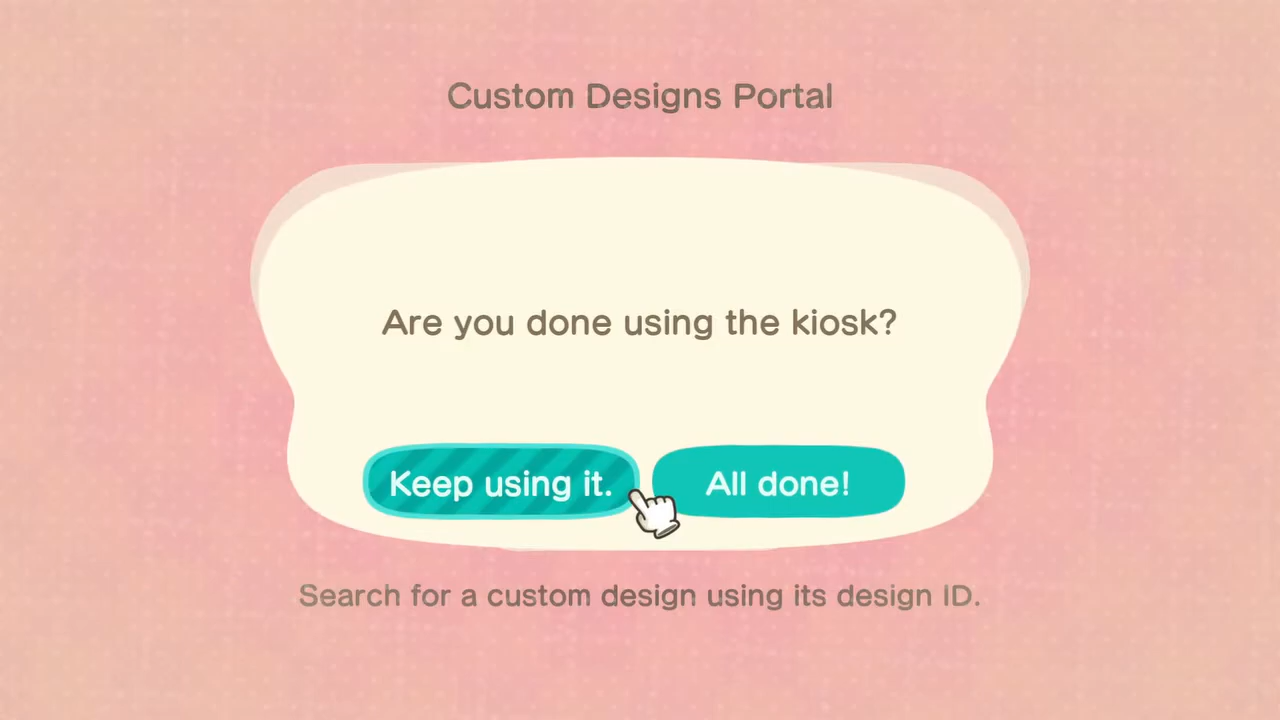 Custom Designs Portal
Are you done using the kiosk?
Keep using it.
All done!
Search for a custom design using its design ID.